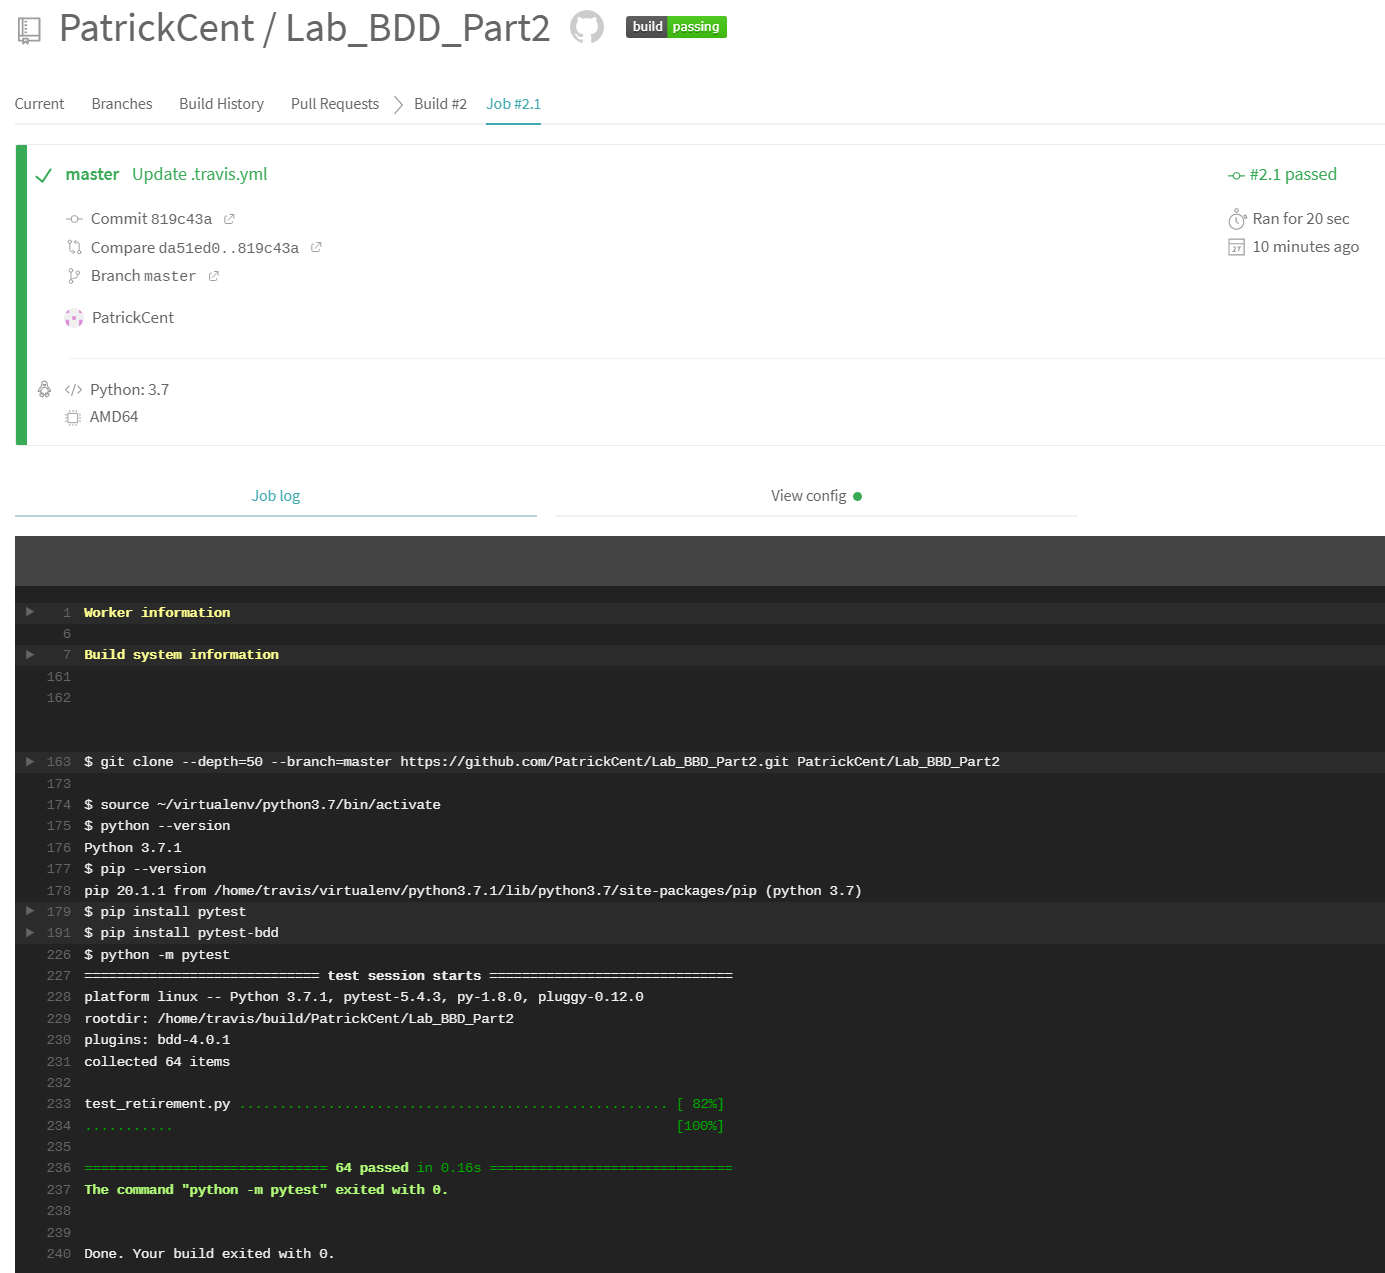 PatrickCent / Lab_BDD_Part2 build passing
Current Branches Build History Pull Requests Build #2 Job #2.1
master Update .travis.yml #2.1 passed
Commit 819c43a Ran for 20 sec
Compare da51ed0..819c43a 27 10 minutes ago
Branch master
PatrickCent
</> Python: 3.7
AMD64
Job log View config
1 Worker information
6
7 Build system information
161
162
163 $ git clone --depth=50 --branch=master https://github.com/PatrickCent/Lab_BBD_Part2.git PatrickCent/Lab_BBD_Part2
173
174 $ source ~/virtualenv/python3.7/bin/activate
175 $ python --version
176 Python 3.7.1
177 $ pip --version
178 pip 20.1.1 from /home/travis/virtualenv/python3.7.1/lib/python3.7/site-packages/pip (python 3.7)
179 $ pip install pytest
191 $ pip install pytest-bdd
226 $ python -m pytest
227 ============================= test session starts ==============================
228 platform linux -- Python 3.7.1, pytest-5.4.3, py-1.8.0, pluggy-0.12.0
229 rootdir: /home/travis/build/PatrickCent/Lab_BBD_Part2
230 plugins: bdd-4.0.1
231 collected 64 items
232
233 test_retirement.py ..................................................... [ 82%]
234 ........... [100%]
235
236 ============================== 64 passed in 0.16s ==============================
237 The command "python -m pytest" exited with 0.
238
239
240 Done. Your build exited with 0.